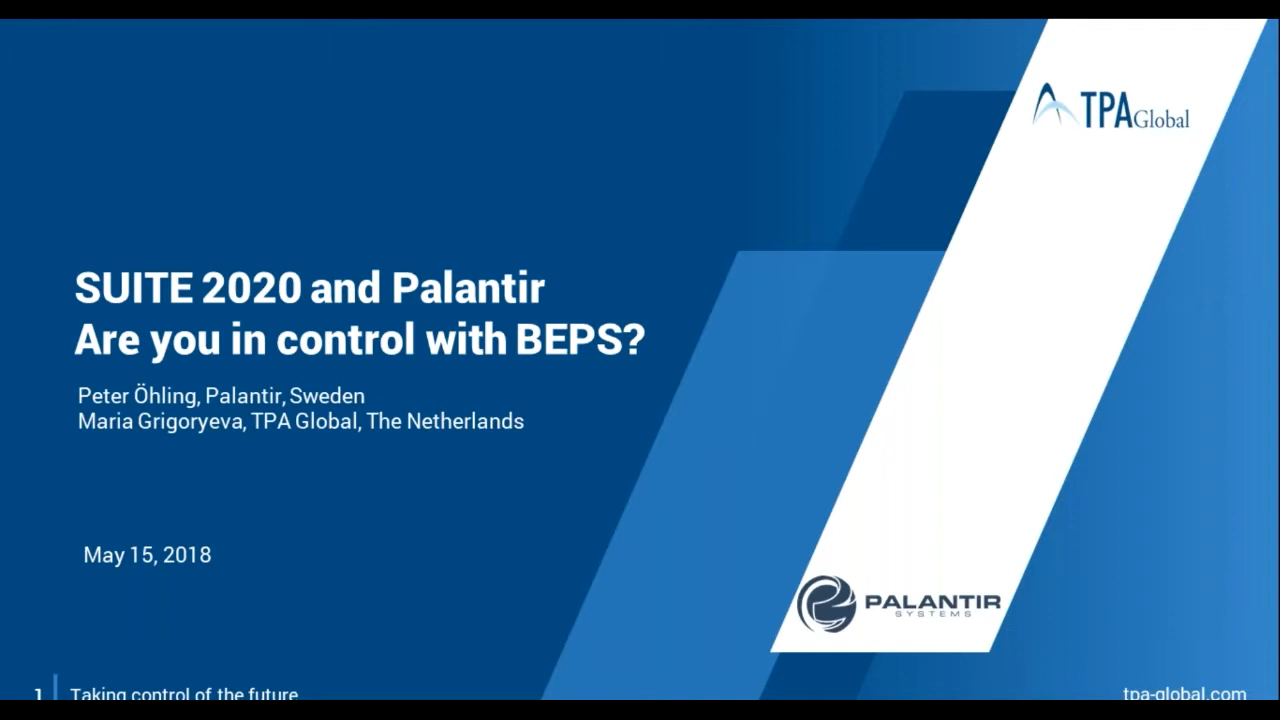 TPA Global
SUITE 2020 and Palantir
Are you in control with BEPS?
Peter Öhling, Palantir, Sweden
Maria Grigoryeva, TPA Global, The Netherlands
May 15, 2018
PALANTIR
SYSTEMS
1 Taking control of the future
tpa-global.com